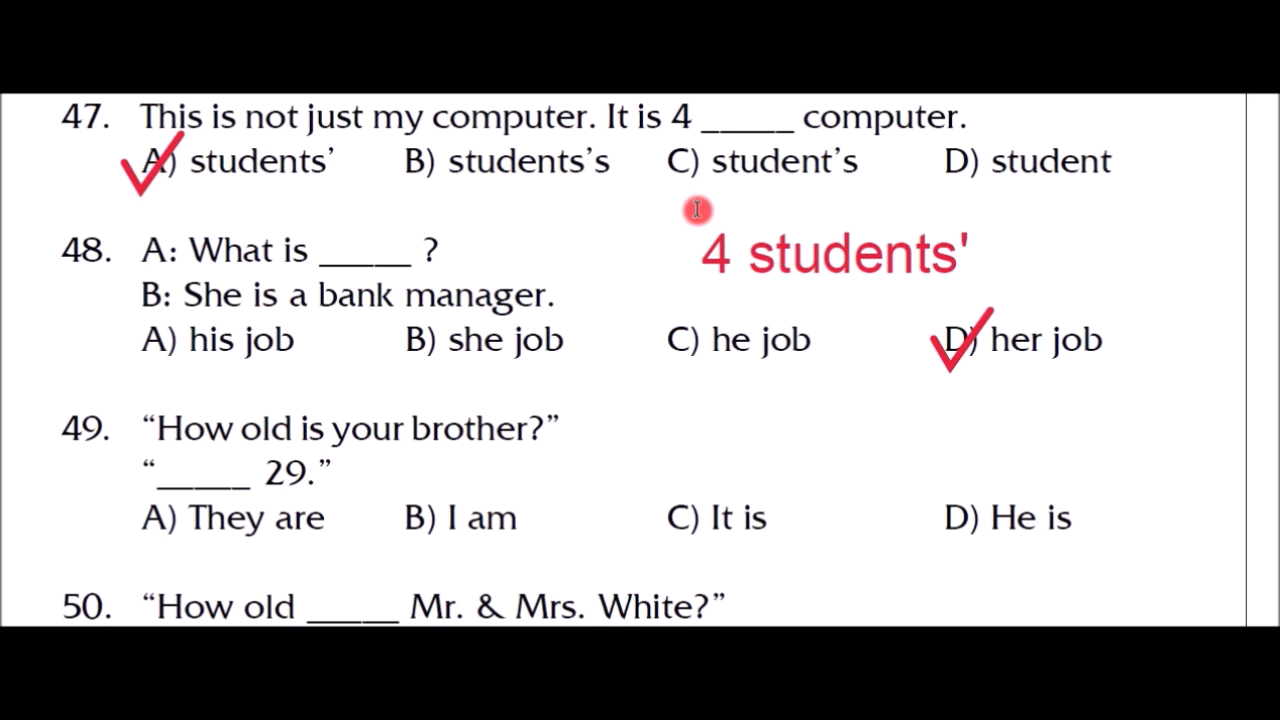 47. This is not just my computer. It is 4 _____ computer.
A) students’ B) students’s C) student’s D) student
4 students'
48. A: What is _____ ?
B: She is a bank manager.
A) his job B) she job C) he job D) her job
49. “How old is your brother?”
“_____ 29.”
A) They are B) I am C) It is D) He is
50. “How old _____ Mr. & Mrs. White?”